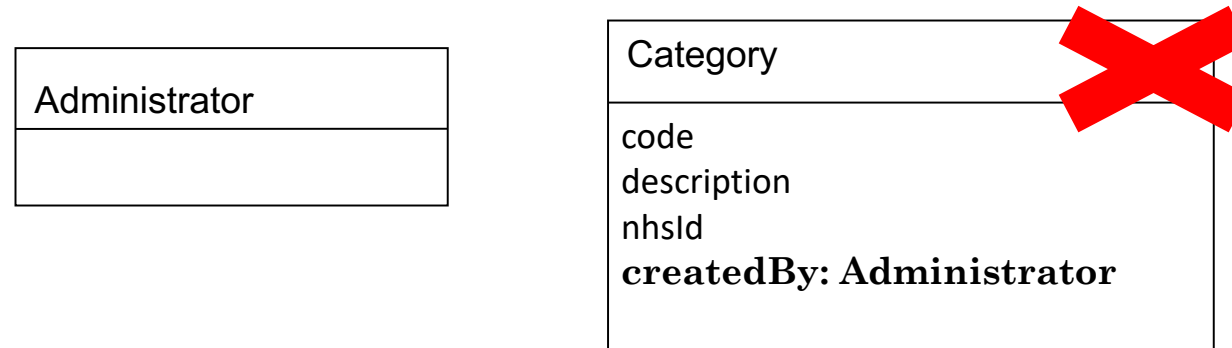 Administrator
Category
code
description
nhsId
createdBy: Administrator